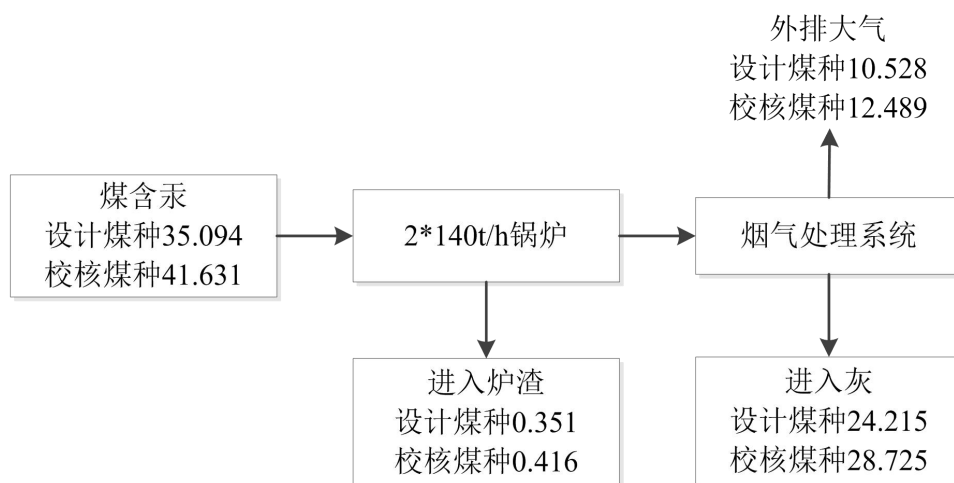 外排大气
设计煤种10.528
校核煤种12.489
煤含汞
设计煤种35.094
校核煤种41.631
2*140t/h锅炉
烟气处理系统
进入炉渣
设计煤种0.351
校核煤种0.416
进入灰
设计煤种24.215
校核煤种28.725